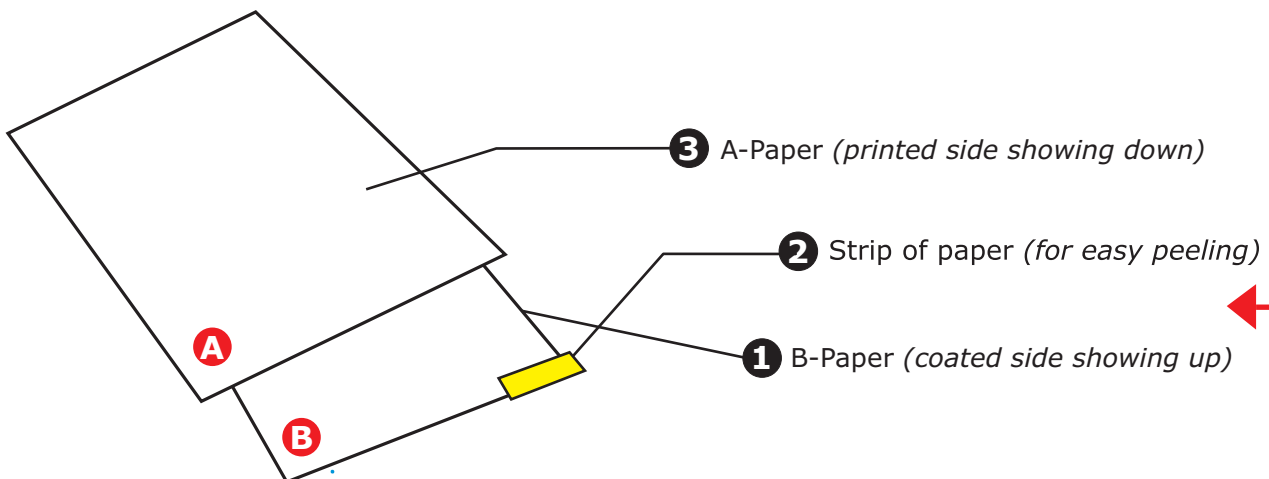 3 A-Paper (printed side showing down)
2 Strip of paper (for easy peeling)
A
1 B-Paper (coated side showing up)
B